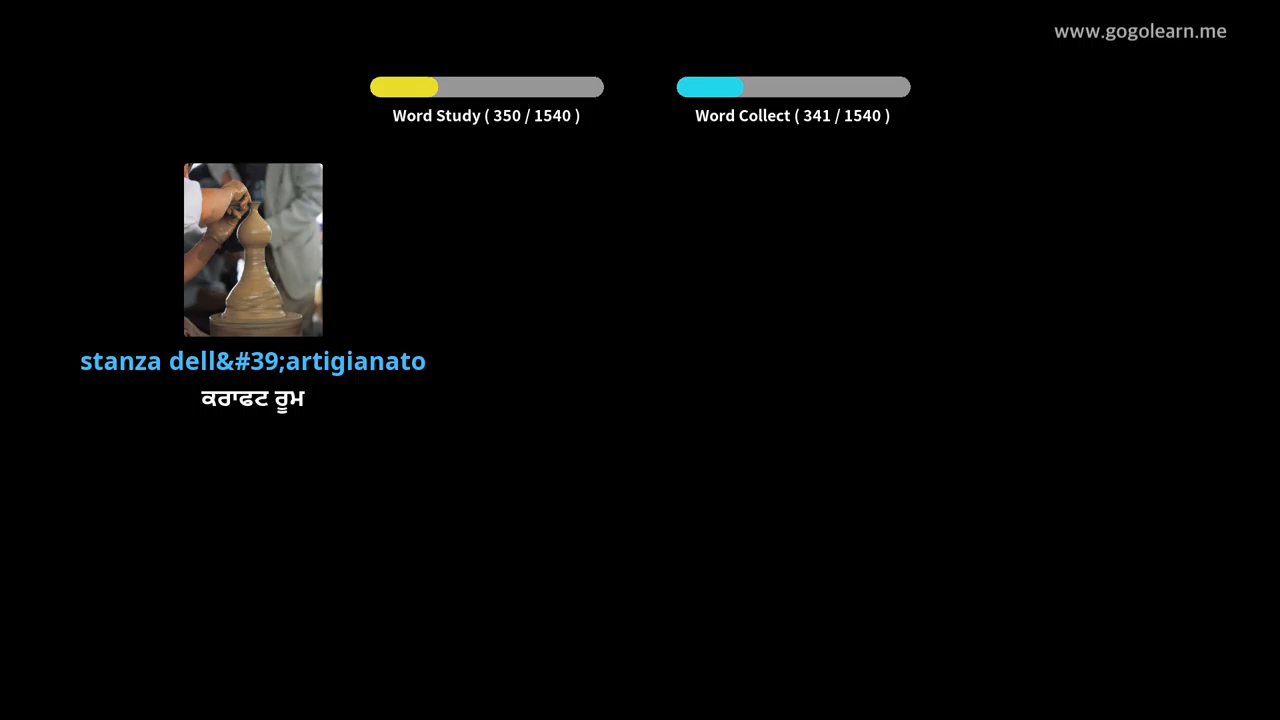 www.gogolearn.me
Word Study ( 350 / 1540 )
Word Collect ( 341 / 1540 )
stanza dell&#39;artigianato
ਕਰਾਫਟ ਰੂਮ